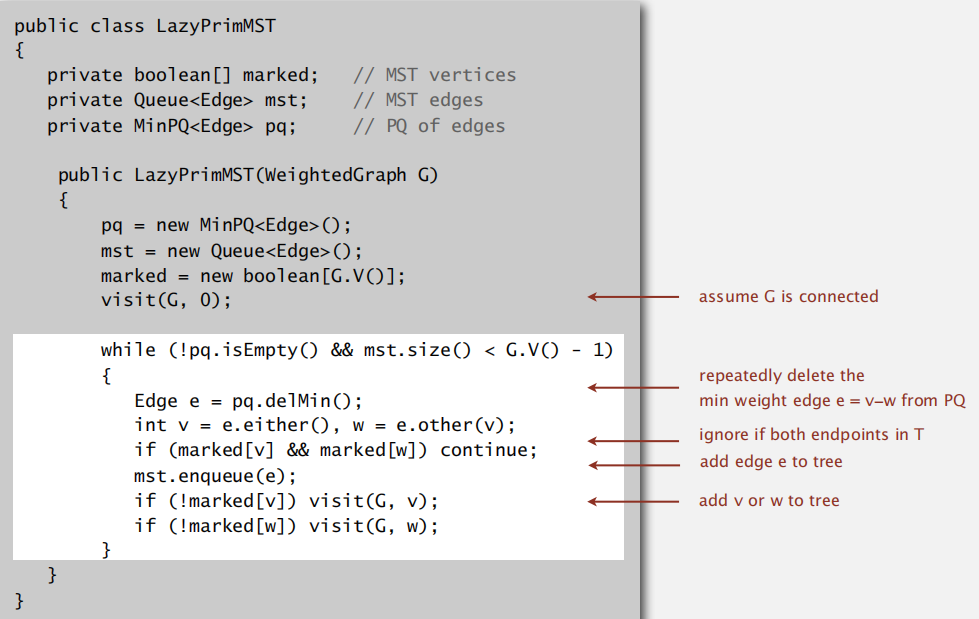 public class LazyPrimMST
{
private boolean[] marked; // MST vertices
private Queue<Edge> mst; // MST edges
private MinPQ<Edge> pq; // PQ of edges
public LazyPrimMST(WeightedGraph G)
{
pq = new MinPQ<Edge>();
mst = new Queue<Edge>();
marked = new boolean[G.V()];
visit(G, 0);
assume G is connected
while (!pq.isEmpty() && mst.size() < G.V() - 1)
{
repeatedly delete the
min weight edge e = v–w from PQ
Edge e = pq.delMin();
int v = e.either(), w = e.other(v);
if (marked[v] && marked[w]) continue;
ignore if both endpoints in T
mst.enqueue(e);
add edge e to tree
if (!marked[v]) visit(G, v);
add v or w to tree
if (!marked[w]) visit(G, w);
}
}
}